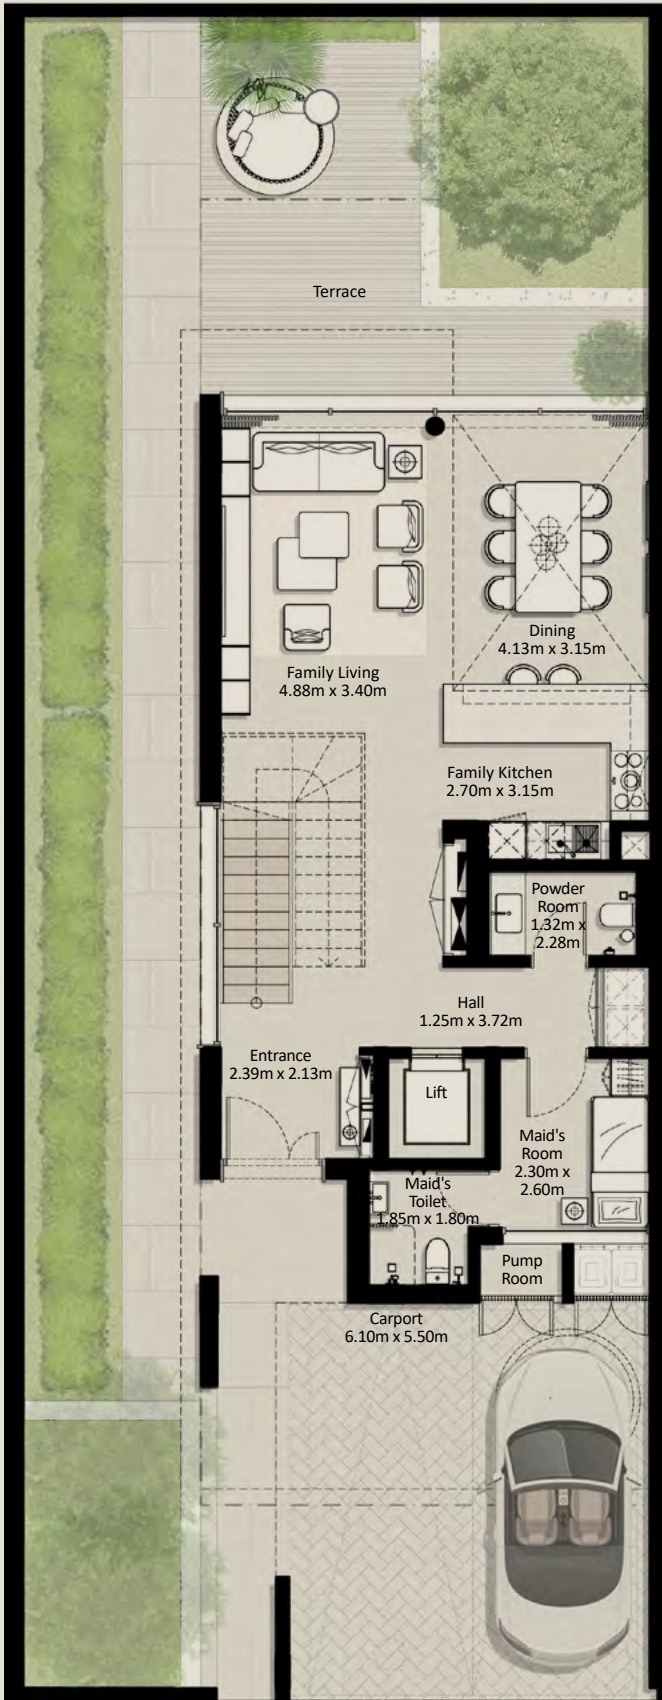 Terrace
Dining
4.13m x 3.15m
Family Living
4.88m x 3.40m
Family Kitchen
2.70m x 3.15m
Powder
Room
1.32m x
2.28m
Hall
1.25m x 3.72m
Entrance
2.39m x 2.13m
Lift
Maid's
Room
2.30m x
2.60m
Maid's
Toilet
1.85m x 1.80m
Pump
Room
Carport
6.10m x 5.50m